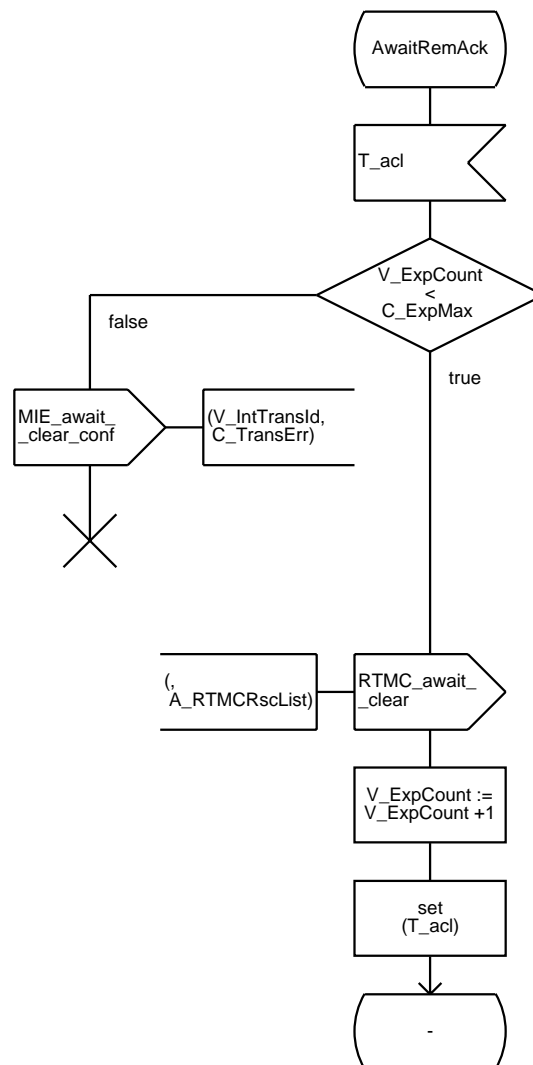 AwaitRemAck
T_acl
V_ExpCount
<
C_ExpMax
false
true
MIE_await_
_clear_conf
(V_IntTransId,
C_TransErr)
(,
A_RTMCRscList)
RTMC_await_
_clear
V_ExpCount :=
V_ExpCount +1
set
(T_acl)
-